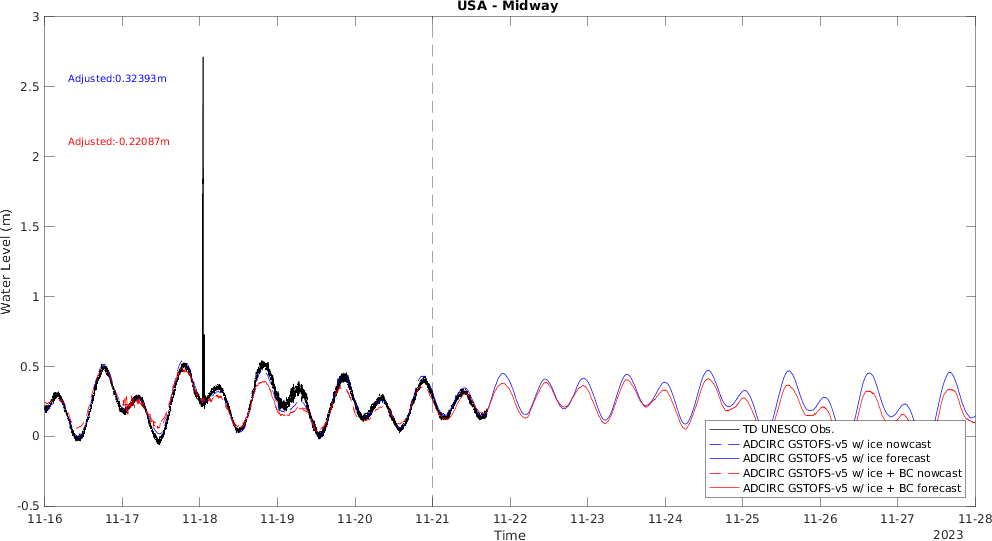 USA - Midway
3
2.5
2
1.5
1
0.5
0
-0.5
Water Level (m)
Adjusted:0.32393m
Adjusted:-0.22087m
TD UNESCO Obs.
ADCIRC GSTOFS-v5 w/ ice nowcast
ADCIRC GSTOFS-v5 w/ ice forecast
ADCIRC GSTOFS-v5 w/ ice + BC nowcast
ADCIRC GSTOFS-v5 w/ ice + BC forecast
11-16 11-17 11-18 11-19 11-20 11-21 11-22 11-23 11-24 11-25 11-26 11-27 11-28
Time
2023